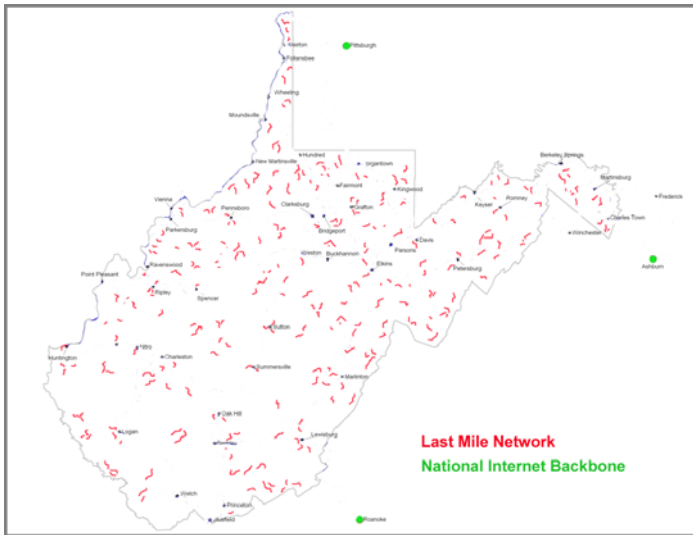 Weirton
Pittsburgh
Follansbee
Wheeling
Moundsville
New Martinsville
Hundred
organtown
Berkeley Springs
Martinsburg
Fairmont
Kingwood
Frederick
Vienna
Pennsboro
Clarksburg
Grafton
Keyser
Romney
Charles Town
Parkersburg
Bridgeport
Winchester
Davis
Parsons
Weston
Buckhannon
Elkins
Petersburg
Ashburn
Ravenswood
Point Pleasant
Ripley
Spencer
Sutton
Nitro
Huntington
Charleston
Summersville
Marlinton
Oak Hill
Logan
Lewisburg
Last Mile Network
National Internet Backbone
Welch
Princeton
Roanoke